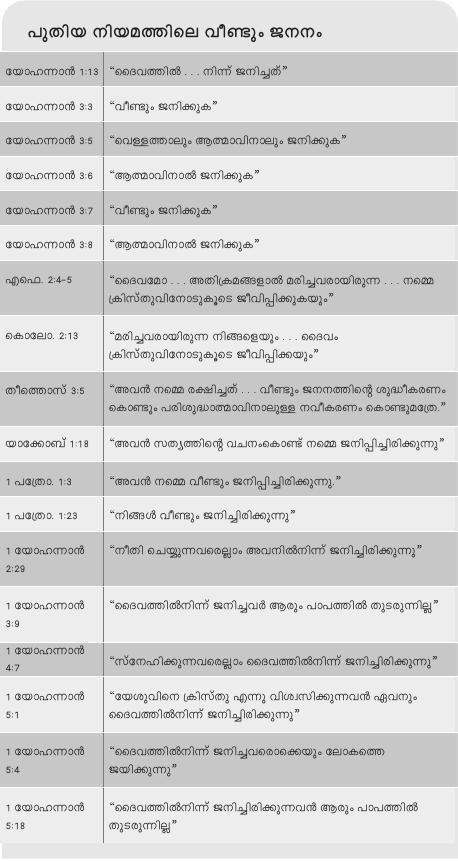 പുതിയ നിയമത്തിലെ വീണ്ടും ജനനം
യോഹന്നാൻ 1:13 “ദൈവത്തിൽ . . . നിന്ന് ജനിച്ചത്”
യോഹന്നാൻ 3:3 “വീണ്ടും ജനിക്കുക”
യോഹന്നാൻ 3:5 “വെള്ളത്താലും ആത്മാവിനാലും ജനിക്കുക”
യോഹന്നാൻ 3:6 “ആത്മാവിനാൽ ജനിക്കുക”
യോഹന്നാൻ 3:7 “വീണ്ടും ജനിക്കുക”
യോഹന്നാൻ 3:8 “ആത്മാവിനാൽ ജനിക്കുക”
എഫെ. 2:4–5 “ദൈവമോ . . . അതിക്രമങ്ങളാൽ മരിച്ചവരായിരുന്ന . . . നമ്മെ
ക്രിസ്തുവിനോടുകൂടെ ജീവിപ്പിക്കുകയും”
കൊലോ. 2:13 “മരിച്ചവരായിരുന്ന നിങ്ങളെയും . . . ദൈവം
ക്രിസ്തുവിനോടുകൂടെ ജീവിപ്പിക്കയും”
തീത്തൊസ് 3:5 “അവൻ നമ്മെ രക്ഷിച്ചത് . . . വീണ്ടും ജനനത്തിന്റെ ശുദ്ധീകരണം
കൊണ്ടും പരിശുദ്ധാത്മാവിനാലുള്ള നവീകരണം കൊണ്ടുമത്രേ.”
യാക്കോബ് 1:18 “അവൻ സത്യത്തിന്റെ വചനംകൊണ്ട് നമ്മെ ജനിപ്പിച്ചിരിക്കുന്നു”
1 പത്രോ. 1:3 “അവൻ നമ്മെ വീണ്ടും ജനിപ്പിച്ചിരിക്കുന്നു.”
1 പത്രോ. 1:23 “നിങ്ങൾ വീണ്ടും ജനിച്ചിരിക്കുന്നു”
1 യോഹന്നാൻ “നീതി ചെയ്യുന്നവരെല്ലാം അവനിൽനിന്ന് ജനിച്ചിരിക്കുന്നു”
2:29
1 യോഹന്നാൻ “ദൈവത്തിൽനിന്ന് ജനിച്ചവർ ആരും പാപത്തിൽ തുടരുന്നില്ല”
3:9
1 യോഹന്നാൻ
4:7 “സ്നേഹിക്കുന്നവരെല്ലാം ദൈവത്തിൽനിന്ന് ജനിച്ചിരിക്കുന്നു”
1 യോഹന്നാൻ “യേശുവിനെ ക്രിസ്തു എന്നു വിശ്വസിക്കുന്നവൻ ഏവനും
5:1 ദൈവത്തിൽനിന്ന് ജനിച്ചിരിക്കുന്നു”
1 യോഹന്നാൻ “ദൈവത്തിൽനിന്ന് ജനിച്ചവരൊക്കെയും ലോകത്തെ
5:4 ജയിക്കുന്നു”
1 യോഹന്നാൻ “ദൈവത്തിൽനിന്ന് ജനിച്ചിരിക്കുന്നവൻ ആരും പാപത്തിൽ
5:18 തുടരുന്നില്ല”